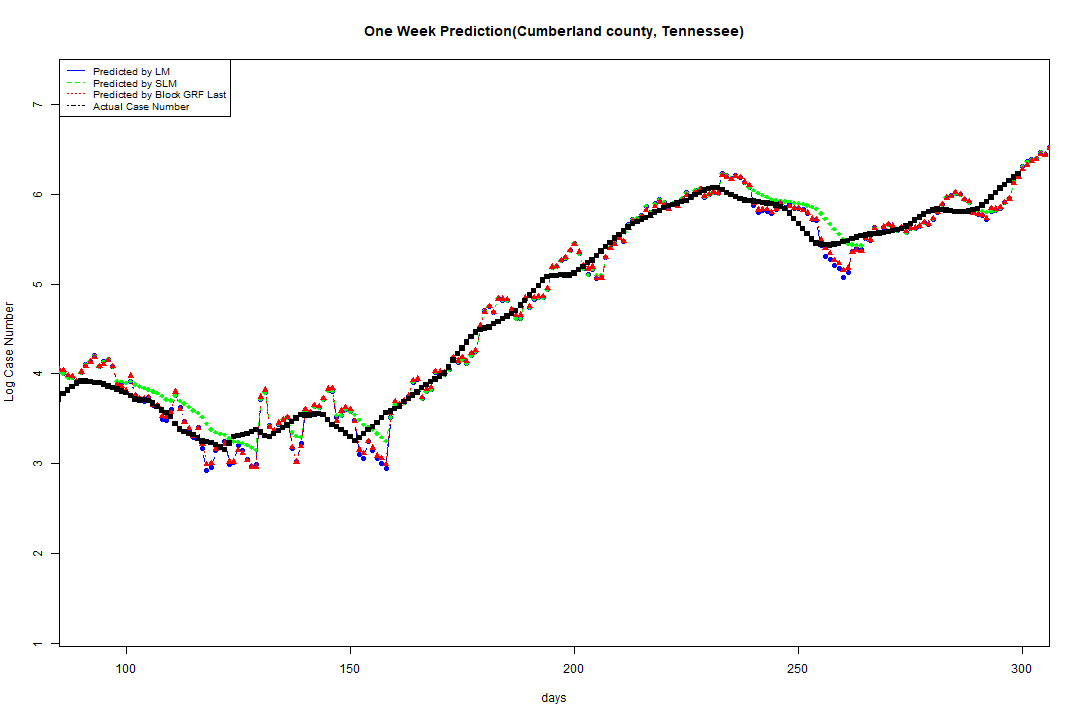 One Week Prediction(Cumberland county, Tennessee)
Predicted by LM
Predicted by SLM
Predicted by Block GRF Last
Actual Case Number
7
6
5
4
3
2
1
Log Case Number
100 150 200 250 300
days